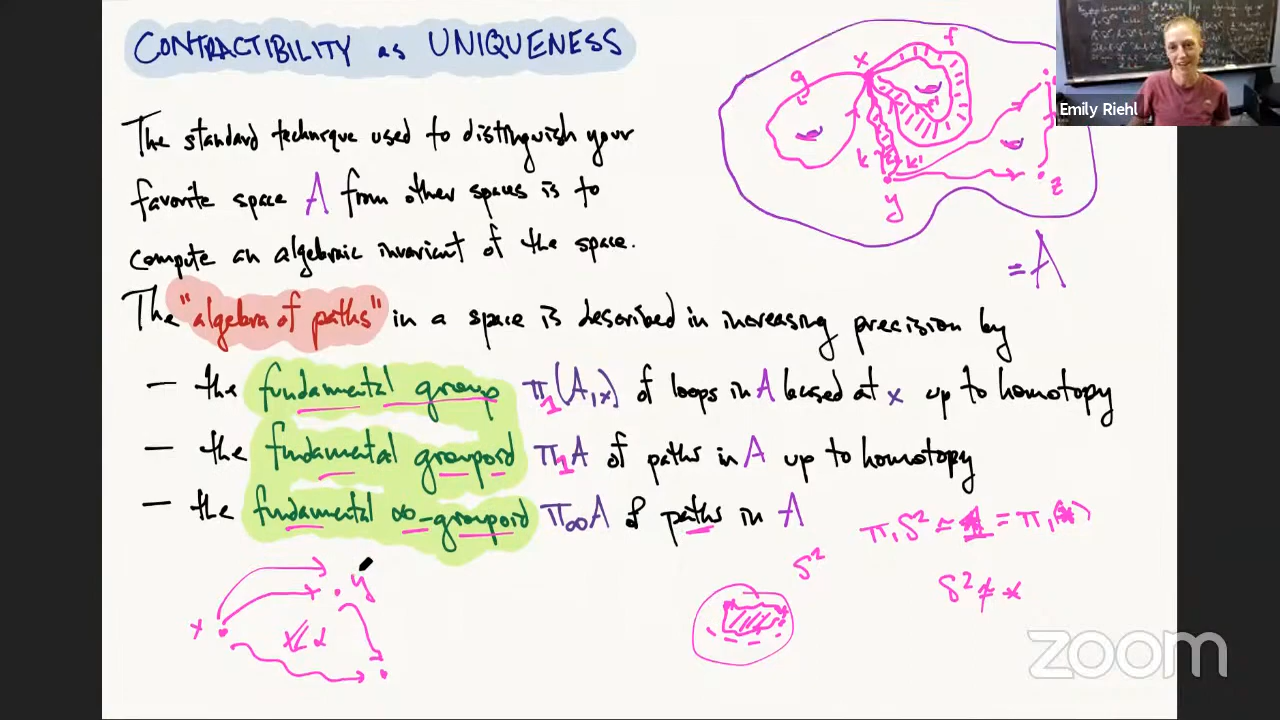 CONTRACTIBILITY as UNIQUENESS
The standard technique used to distinguish your
favorite space A from other spaces is to
compute an algebraic invariant of the space.
The "algebra of paths" in a space is described in increasing precision by
— the fundamental group π₁(A,x) of loops in A based at x up to homotopy
— the fundamental groupoid π₁A of paths in A up to homotopy
— the fundamental ∞-groupoid π∞A of paths in A
g
x
f
k
k'
y
z
= A
Emily Riehl
π₁S² ≅
= π₁(*)
S²
S² ≄ *
x
y
α
zoom